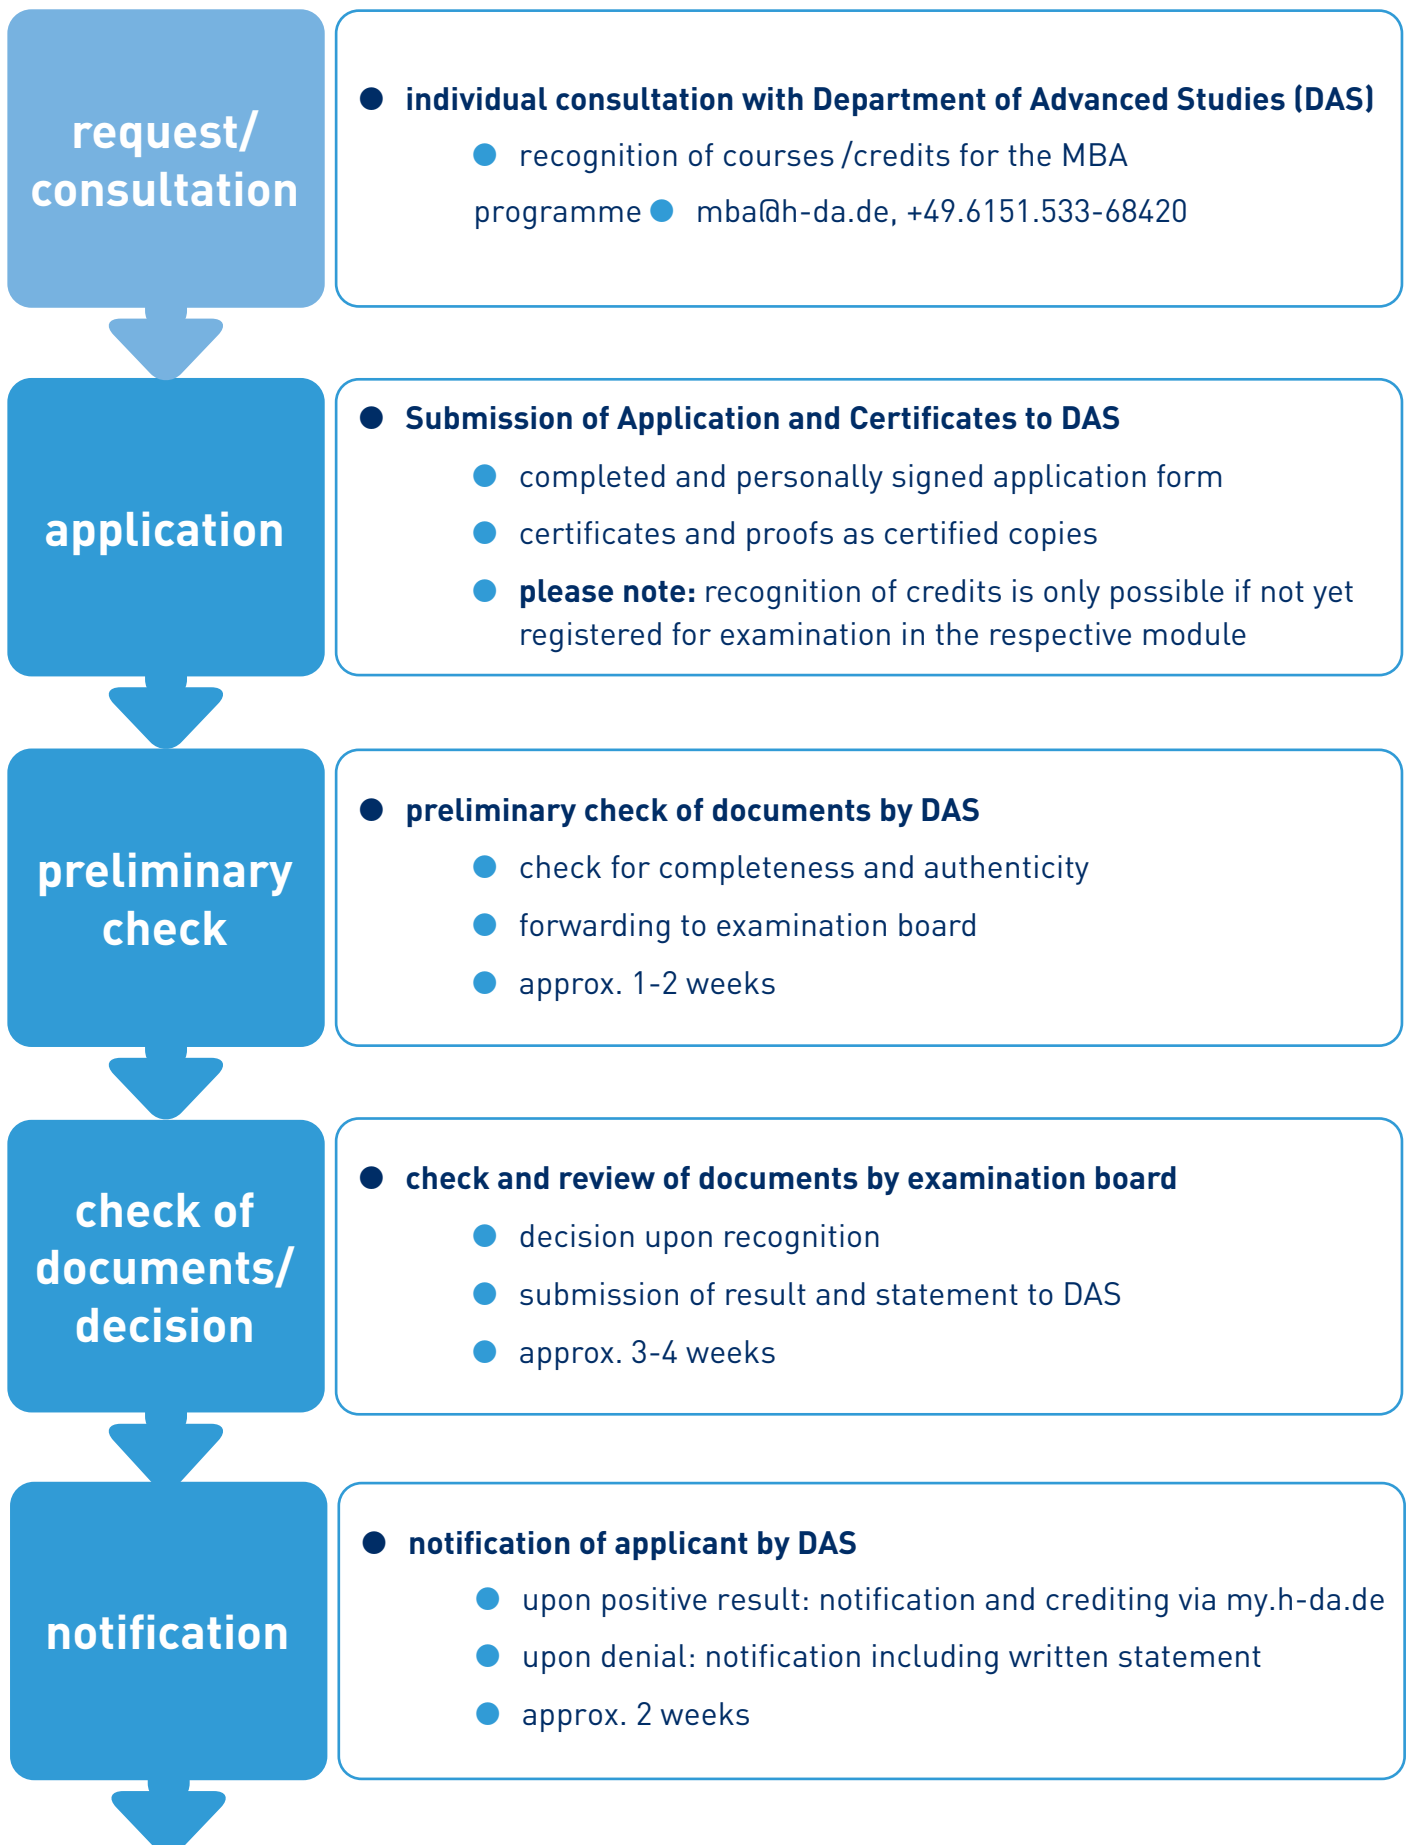 request/
consultation
● individual consultation with Department of Advanced Studies (DAS)
● recognition of courses /credits for the MBA
programme ● mba@h-da.de, +49.6151.533-68420
application
● Submission of Application and Certificates to DAS
● completed and personally signed application form
● certificates and proofs as certified copies
● please note: recognition of credits is only possible if not yet
registered for examination in the respective module
preliminary
check
● preliminary check of documents by DAS
● check for completeness and authenticity
● forwarding to examination board
● approx. 1-2 weeks
check of
documents/
decision
● check and review of documents by examination board
● decision upon recognition
● submission of result and statement to DAS
● approx. 3-4 weeks
notification
● notification of applicant by DAS
● upon positive result: notification and crediting via my.h-da.de
● upon denial: notification including written statement
● approx. 2 weeks